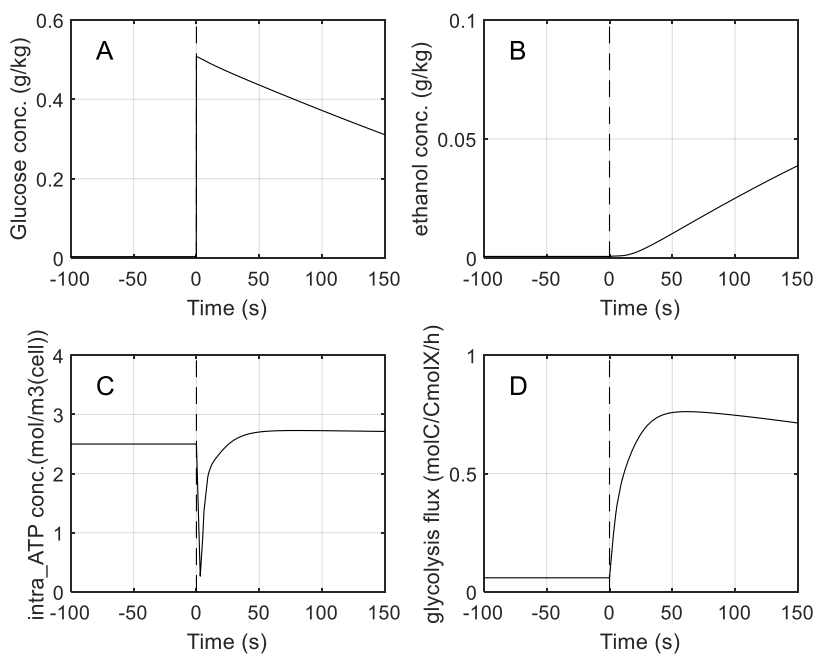 A
Glucose conc. (g/kg)
0.6
0.4
0.2
0
-100 -50 0 50 100 150
Time (s)
B
ethanol conc. (g/kg)
0.1
0.05
0
-100 -50 0 50 100 150
Time (s)
C
intra_ATP conc.(mol/m3(cell))
4
3
2
1
0
-100 -50 0 50 100 150
Time (s)
D
glycolysis flux (molC/CmolX/h)
1
0.5
0
-100 -50 0 50 100 150
Time (s)